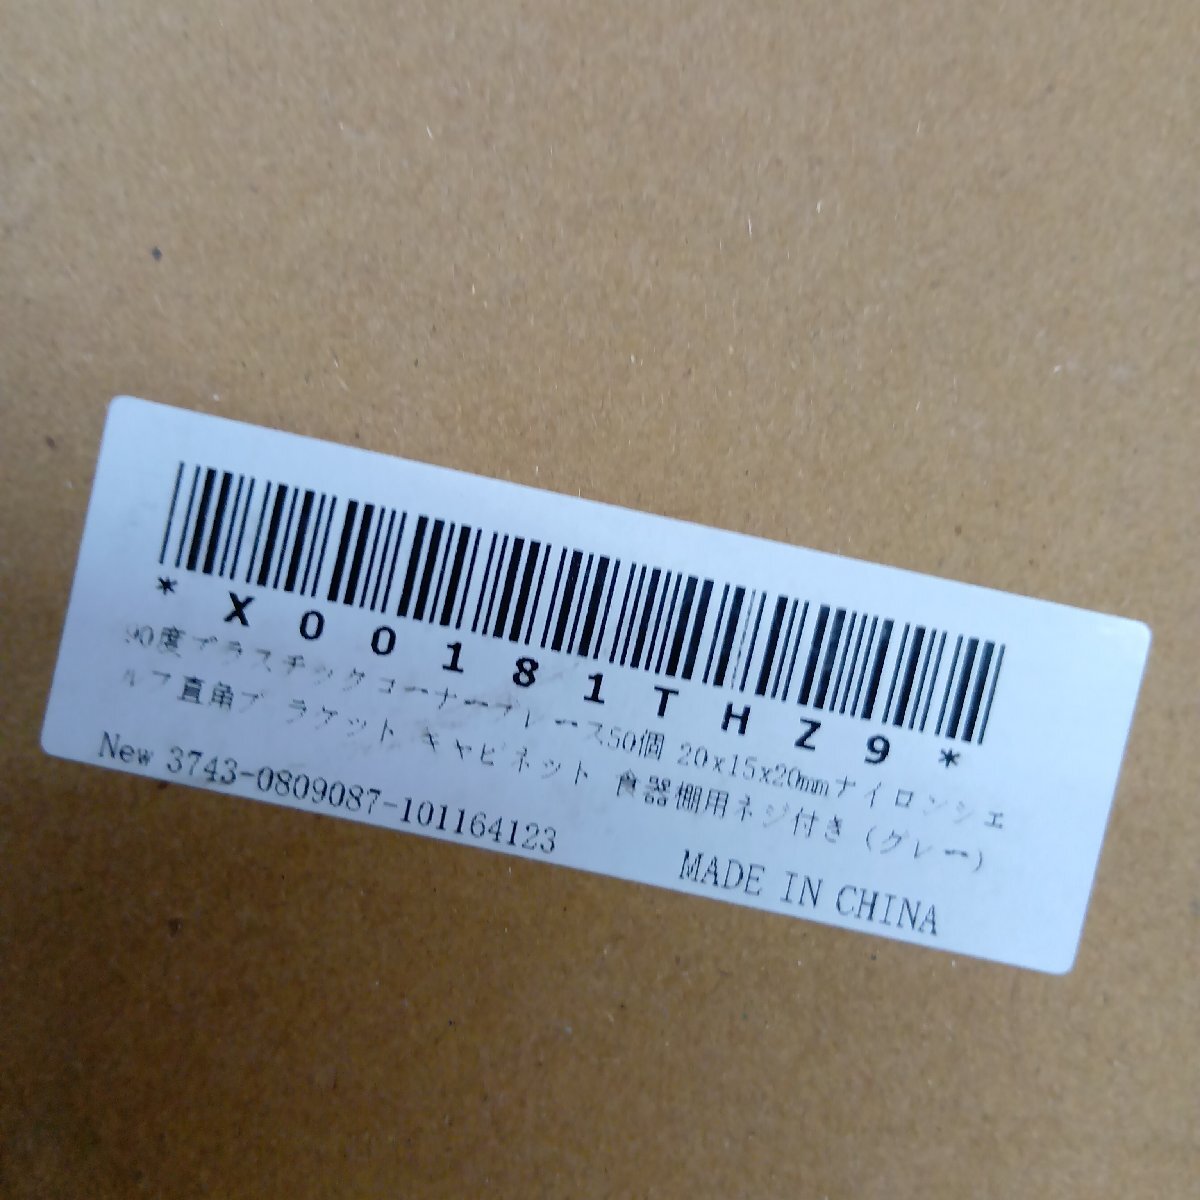 *X00181THZ9*
90度プラスチックコーナーブレース50個 20x15x20mmナイロンシェ
ルフ直角ブラケット キャビネット 食器棚用ネジ付き (グレー)
New 3743-0809087-101164123
MADE IN CHINA